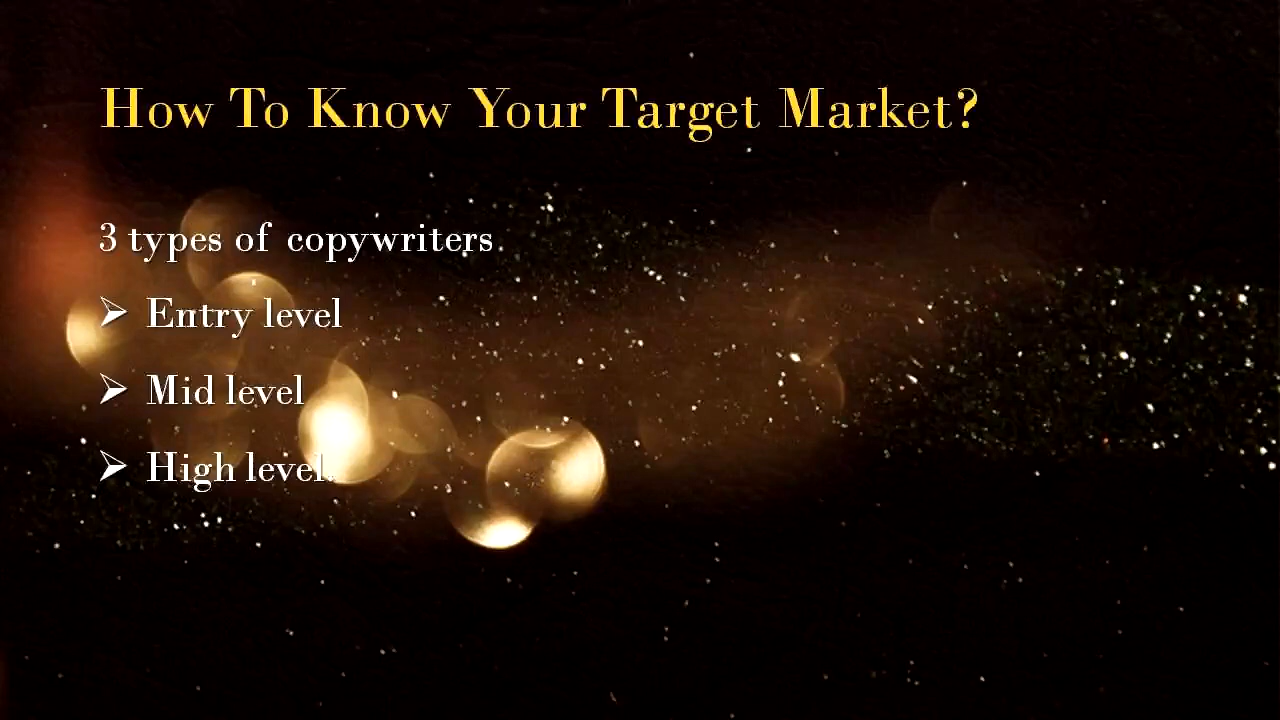 How To Know Your Target Market?
3 types of copywriters
➢ Entry level
➢ Mid level
➢ High level.